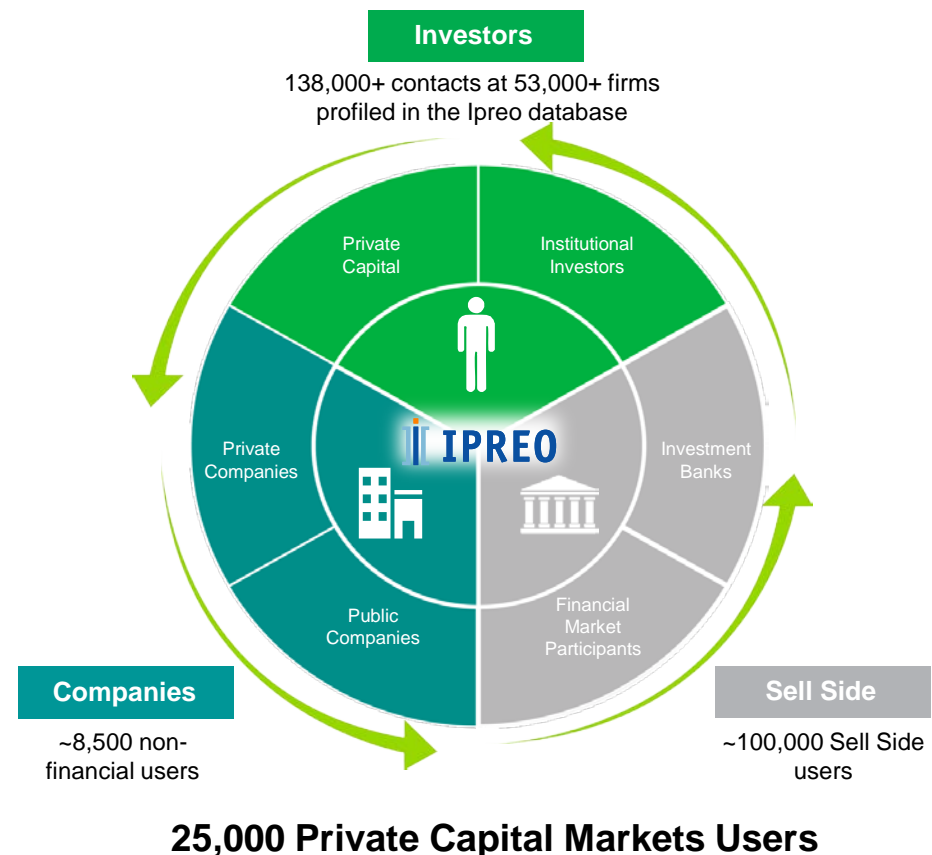 Investors
138,000+ contacts at 53,000+ firms
profiled in the Ipreo database
Private
Capital
Institutional
Investors
IPREO
Private
Companies
Investment
Banks
Public
Companies
Financial
Market
Participants
Companies
~8,500 non-
financial users
Sell Side
~100,000 Sell Side
users
25,000 Private Capital Markets Users